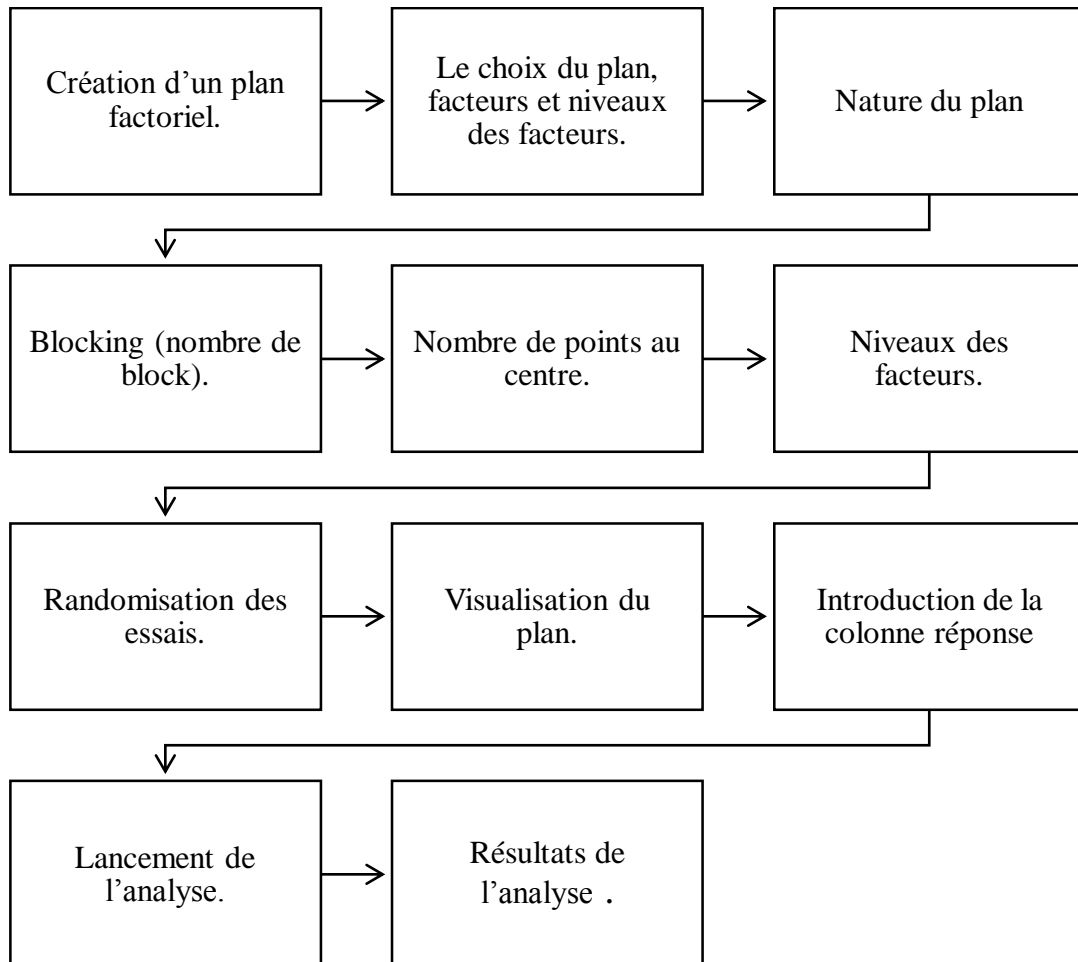 Création d’un plan
factoriel.
Le choix du plan,
facteurs et niveaux
des facteurs.
Nature du plan
Blocking (nombre de
block).
Nombre de points au
centre.
Niveaux des
facteurs.
Randomisation des
essais.
Visualisation du
plan.
Introduction de la
colonne réponse
Lancement de
l’analyse.
Résultats de
l’analyse .